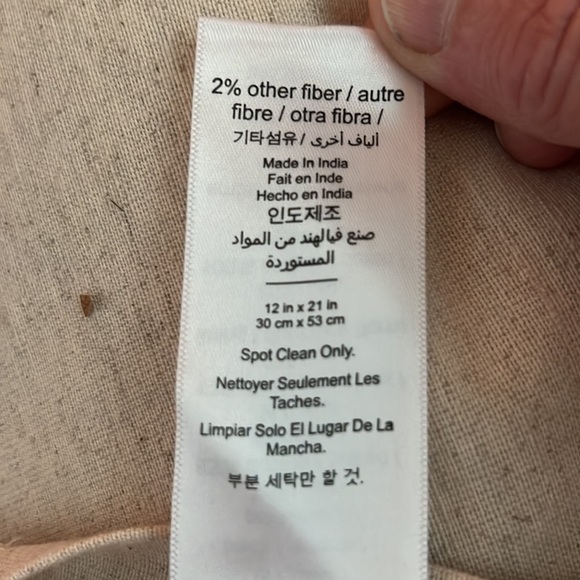 2% other fiber / autre
fibre / otra fibra /
기타섬유 / ألياف أخرى
Made In India
Fait en Inde
Hecho en India
인도제조
صنع فيالهند من المواد
المستوردة
12 in x 21 in
30 cm x 53 cm
Spot Clean Only.
Nettoyer Seulement Les
Taches.
Limpiar Solo El Lugar De La
Mancha.
부분 세탁만 할 것.